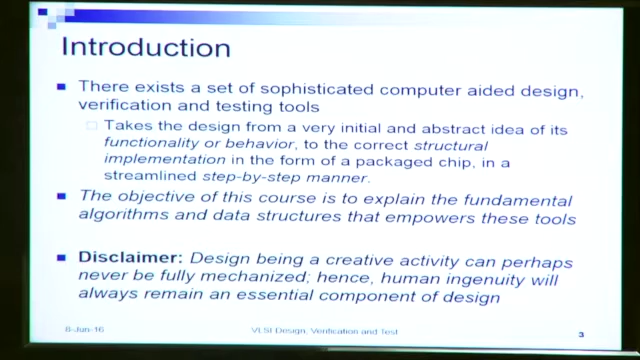 Introduction
There exists a set of sophisticated computer aided design,
verification and testing tools
Takes the design from a very initial and abstract idea of its
functionality or behavior, to the correct structural
implementation in the form of a packaged chip, in a
streamlined step-by-step manner.
The objective of this course is to explain the fundamental
algorithms and data structures that empowers these tools
Disclaimer: Design being a creative activity can perhaps
never be fully mechanized; hence, human ingenuity will
always remain an essential component of design
8-Jun-16
VLSI Design, Verification and Test
3